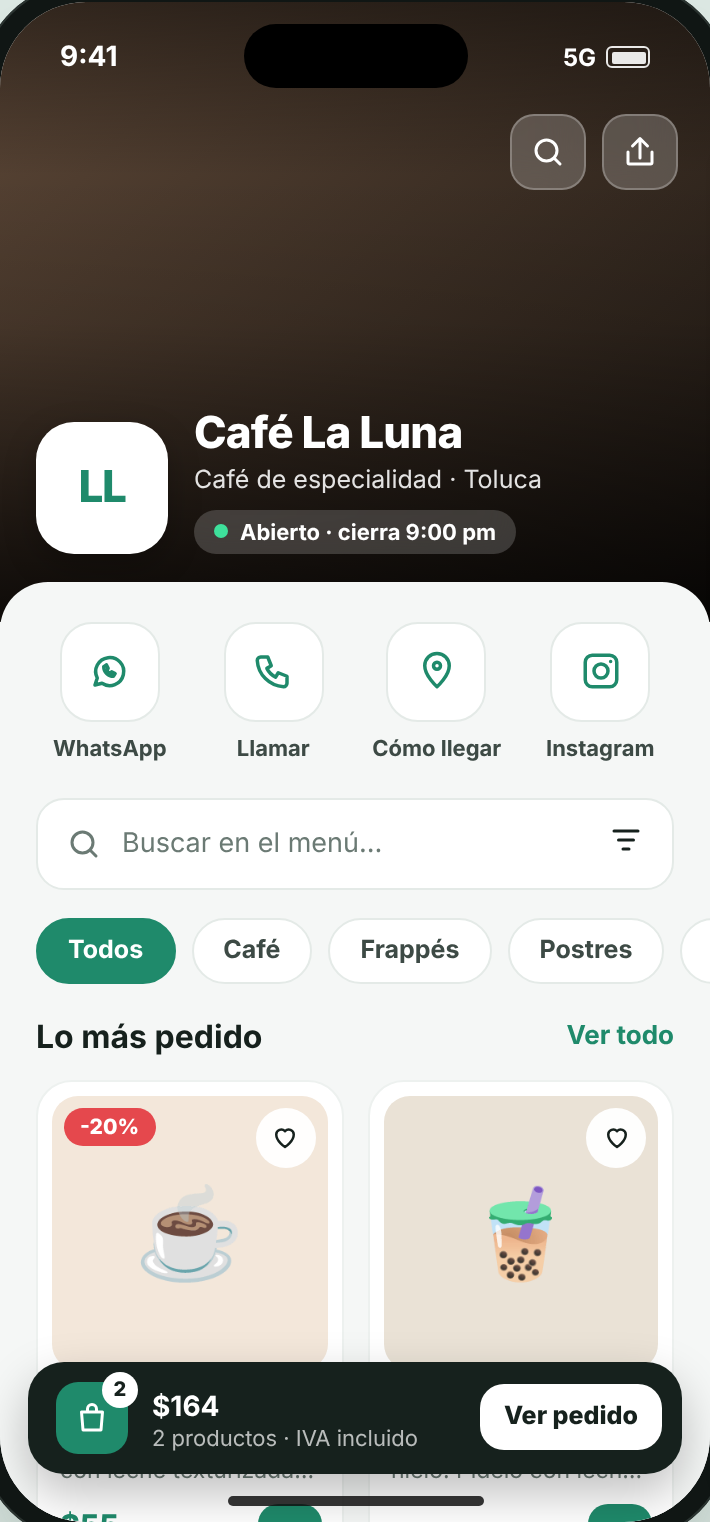 9:41
5G
Café La Luna
LL
Café de especialidad · Toluca
Abierto · cierra 9:00 pm
WhatsApp
Llamar
Cómo llegar
Instagram
Buscar en el menú...
Todos
Café
Frappés
Postres
Lo más pedido
Ver todo
-20%
2
$164
2 productos · IVA incluido
Ver pedido